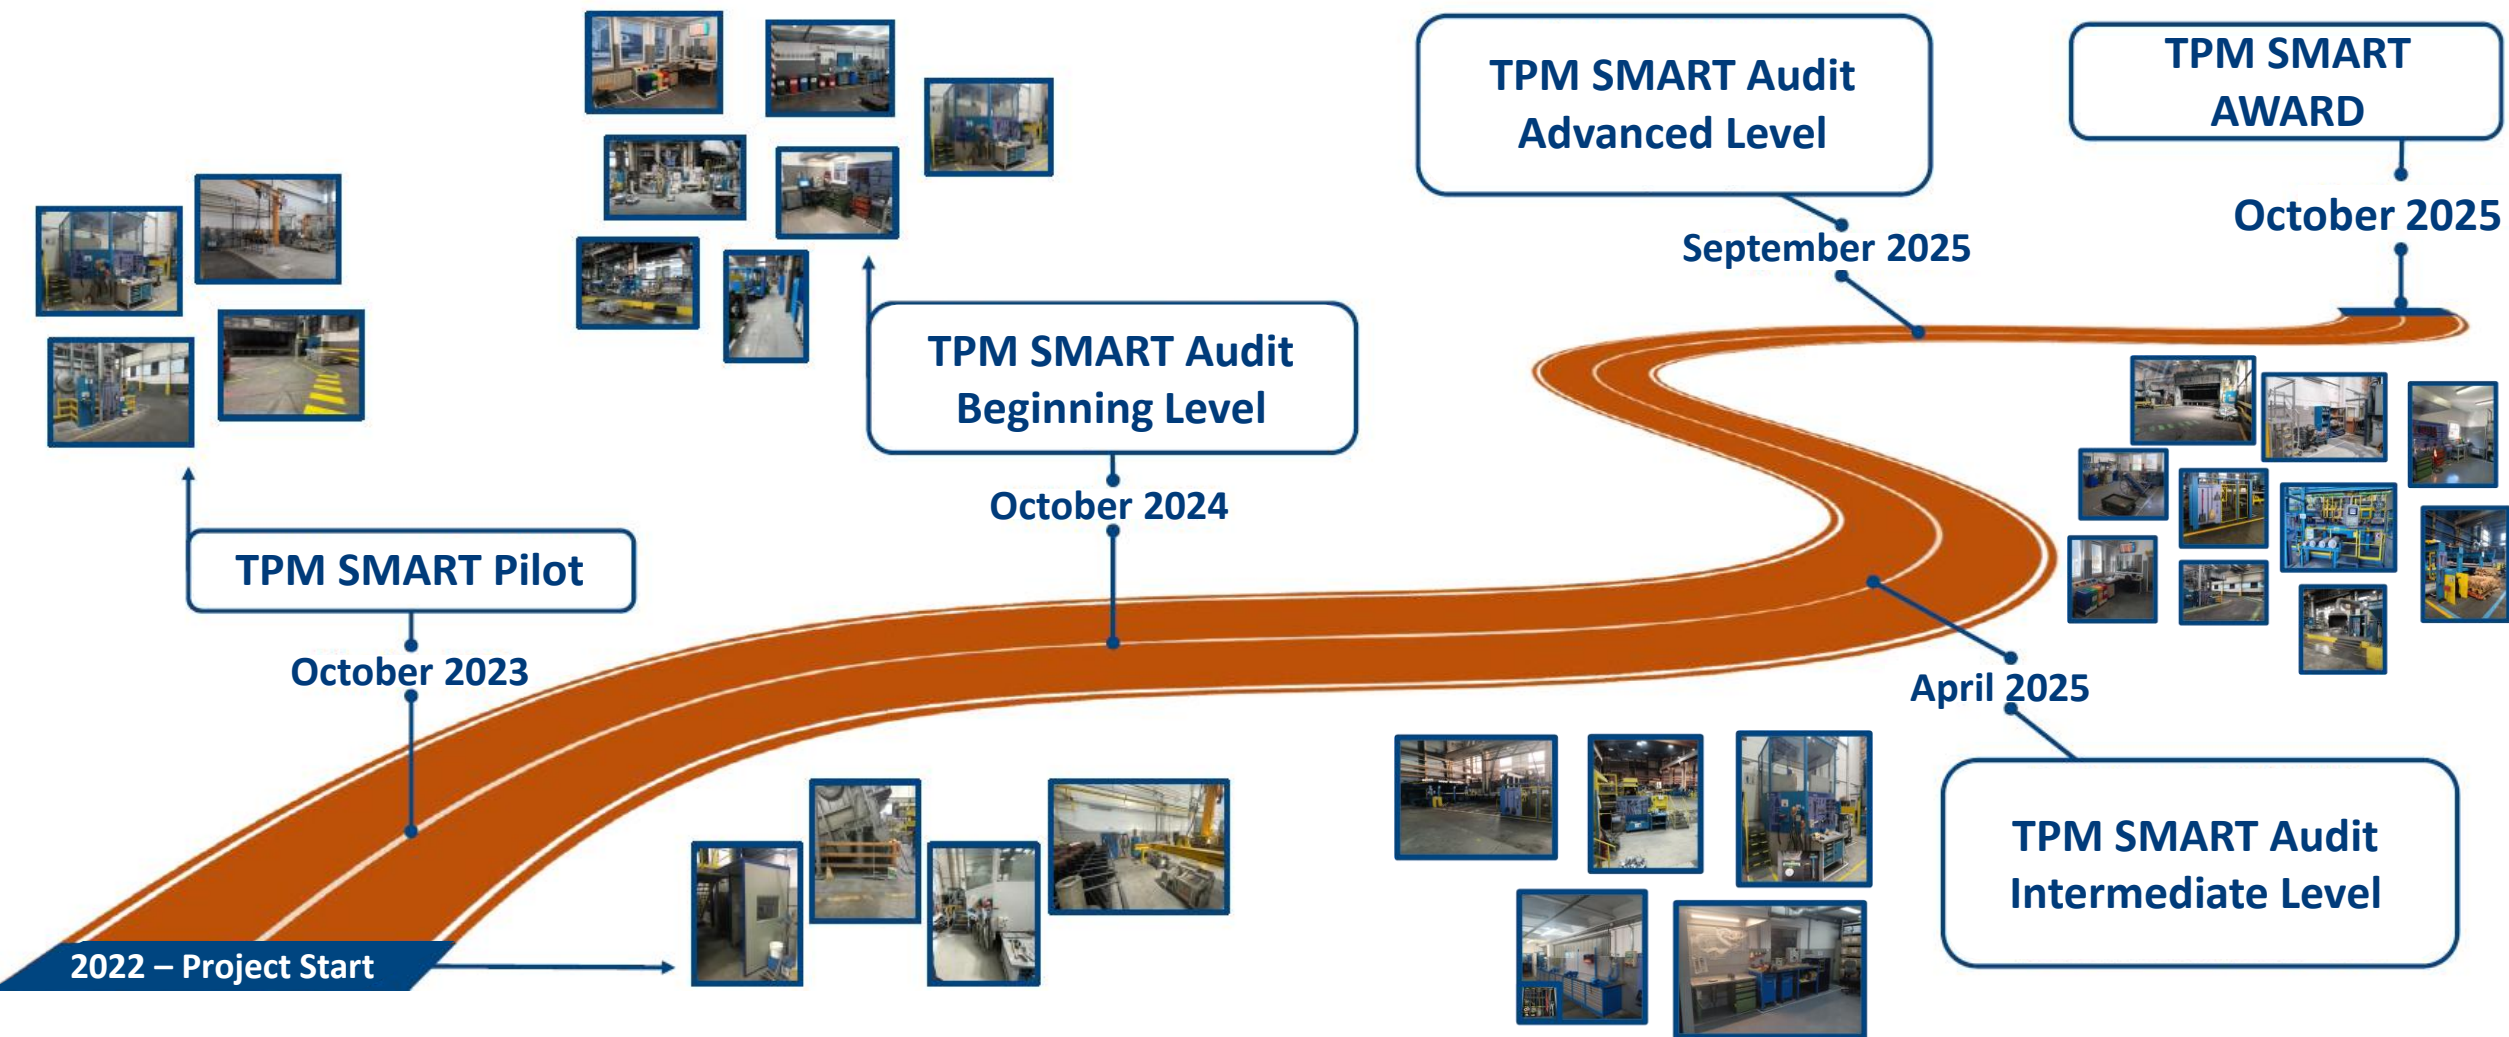 2022 – Project Start
TPM SMART Pilot
October 2023
TPM SMART Audit
Beginning Level
October 2024
April 2025
TPM SMART Audit
Intermediate Level
TPM SMART Audit
Advanced Level
September 2025
TPM SMART
AWARD
October 2025